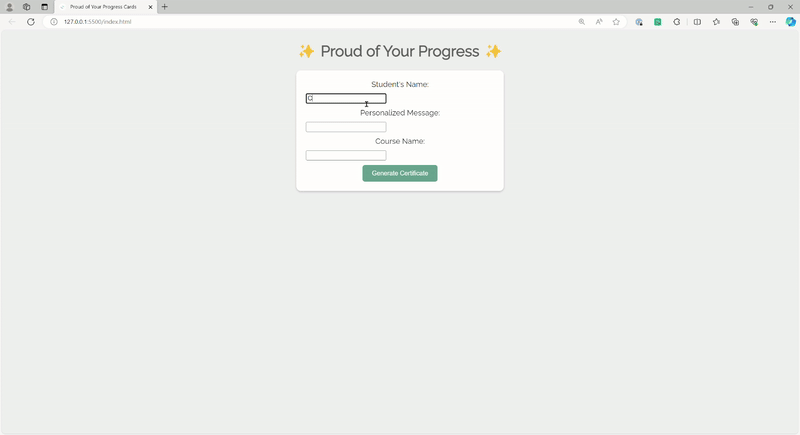 Proud of Your Progress Cards
127.0.0.1:5500/index.html
✨ Proud of Your Progress ✨
Student's Name:
C
Personalized Message:
Course Name:
Generate Certificate